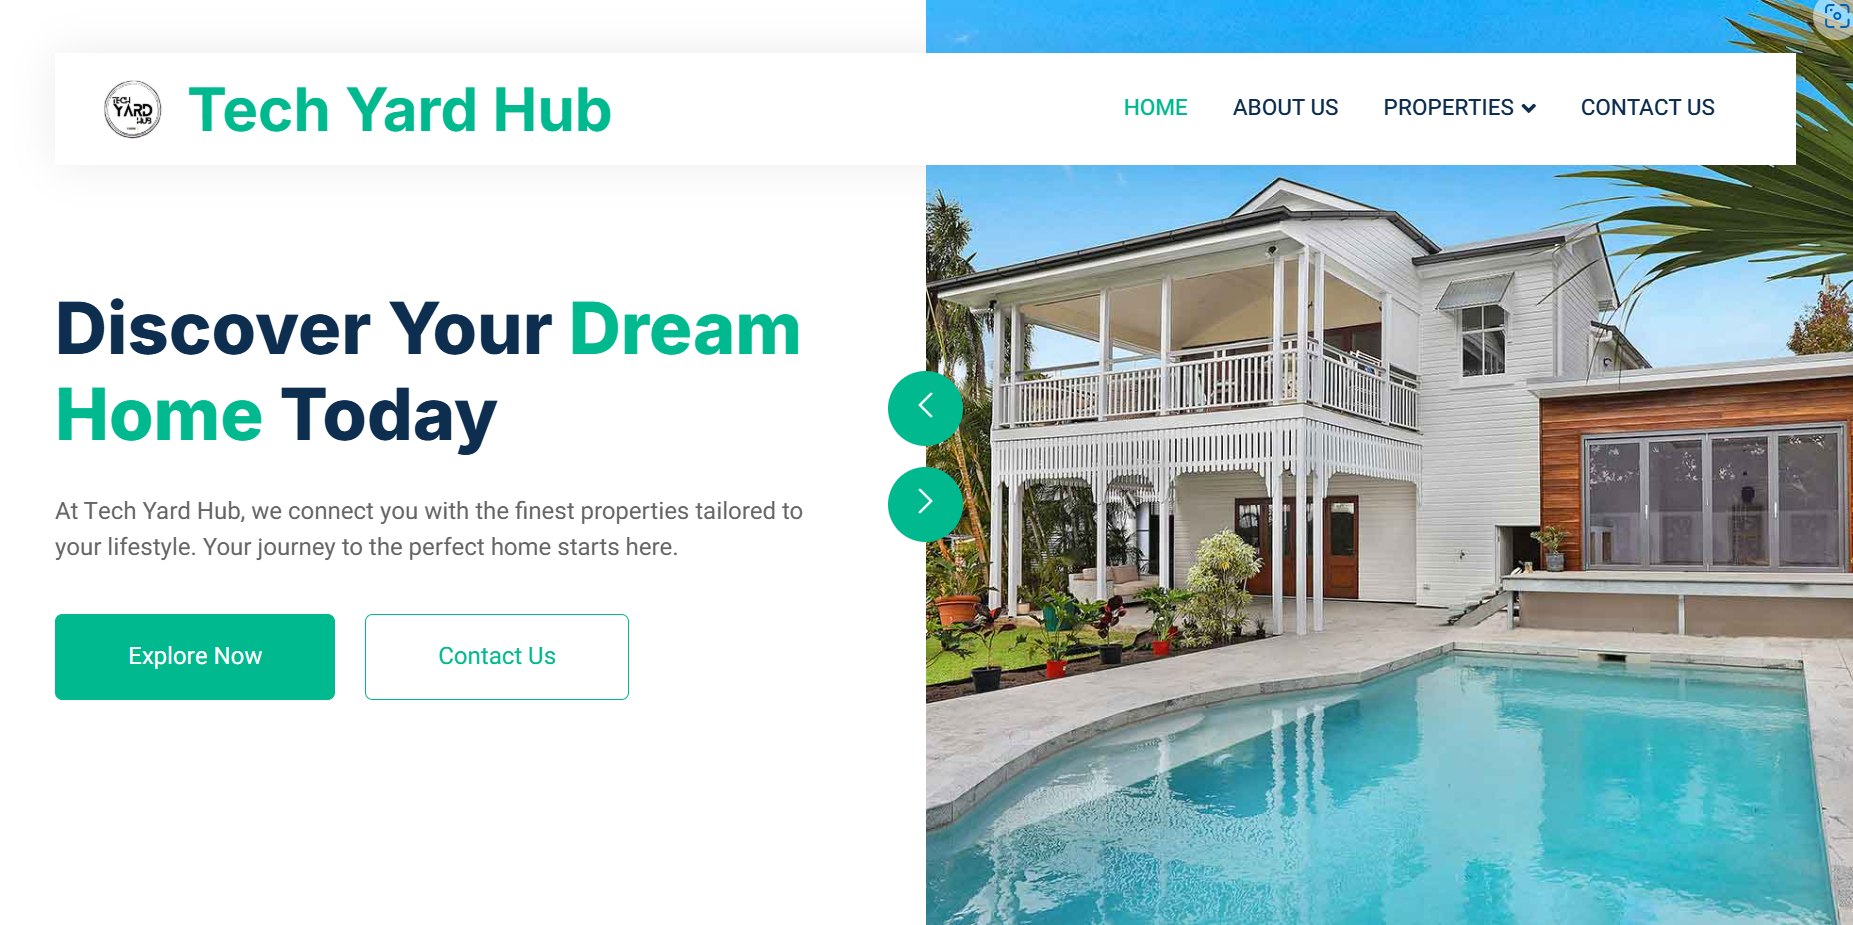 TECH
YARD
HUB
Tech Yard Hub
HOME
ABOUT US
PROPERTIES
CONTACT US
Discover Your Dream
Home Today
At Tech Yard Hub, we connect you with the finest properties tailored to
your lifestyle. Your journey to the perfect home starts here.
Explore Now
Contact Us